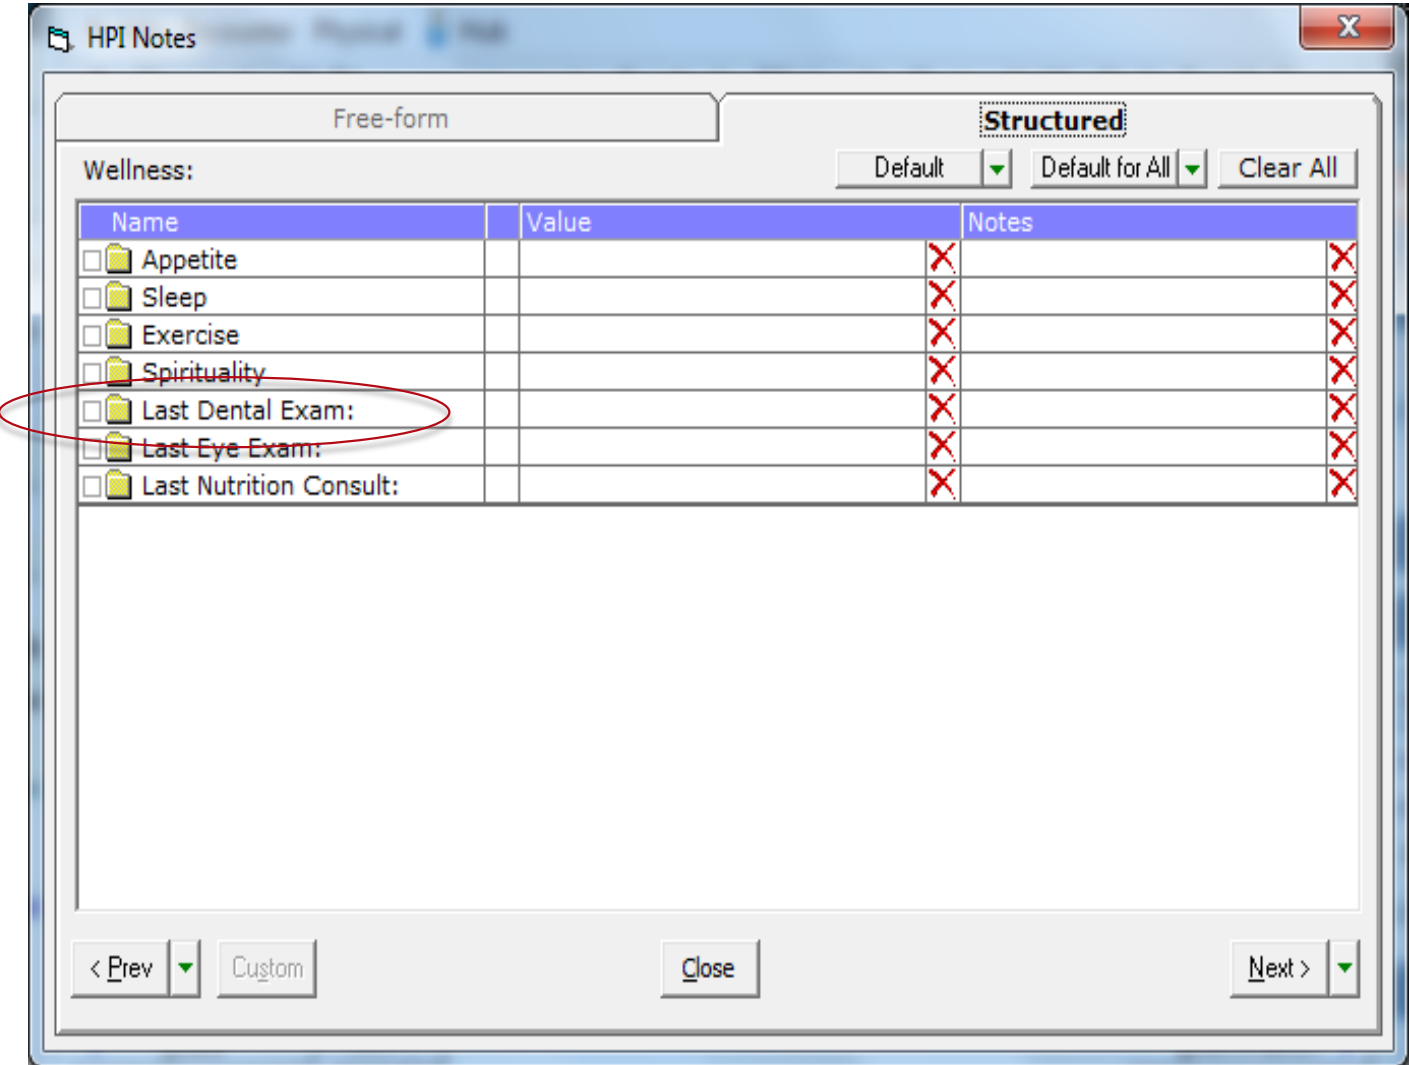 HPI Notes
Free-form
Structured
Wellness:
Default
Default for All
Clear All
Name Value Notes
Appetite
Sleep
Exercise
Spirituality
Last Dental Exam:
Last Eye Exam:
Last Nutrition Consult:
< Prev
Custom
Close
Next >